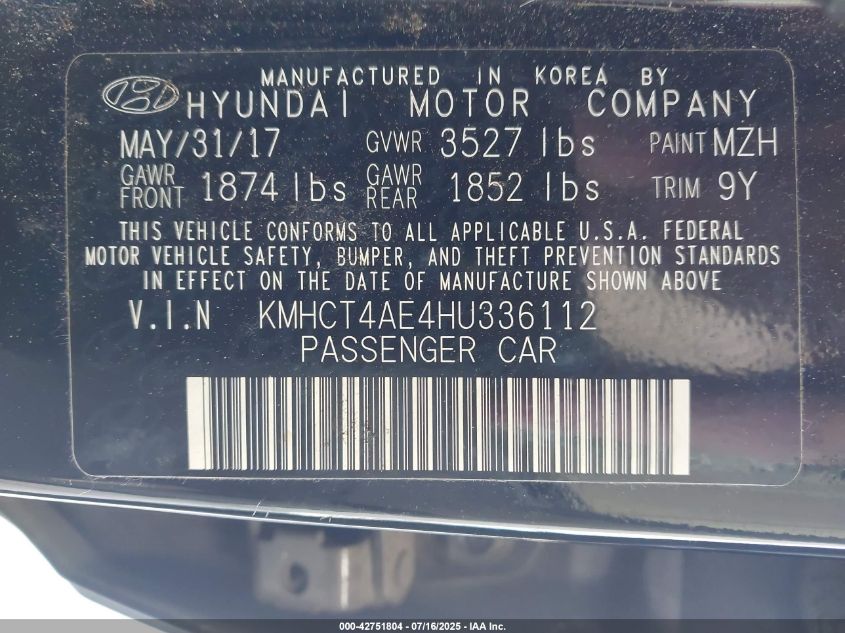 MANUFACTURED IN KOREA BY
HYUNDAI MOTOR COMPANY
MAY/31/17 GVWR 3527 lbs PAINT MZH
GAWR FRONT 1874 lbs GAWR REAR 1852 lbs TRIM 9Y
THIS VEHICLE CONFORMS TO ALL APPLICABLE U.S.A. FEDERAL
MOTOR VEHICLE SAFETY, BUMPER, AND THEFT PREVENTION STANDARDS
IN EFFECT ON THE DATE OF MANUFACTURE SHOWN ABOVE
V.I.N KMHCT4AE4HU336112
PASSENGER CAR
000-42751804 - 07/16/2025 - IAA Inc.